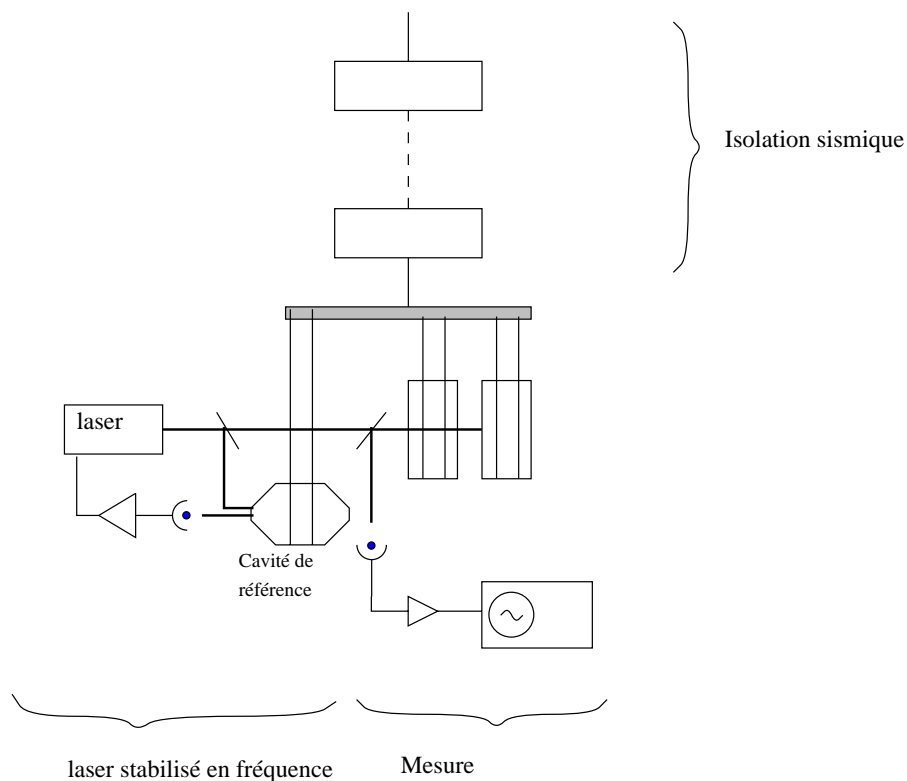 Isolation sismique
laser
Cavité de
référence
laser stabilisé en fréquence
Mesure